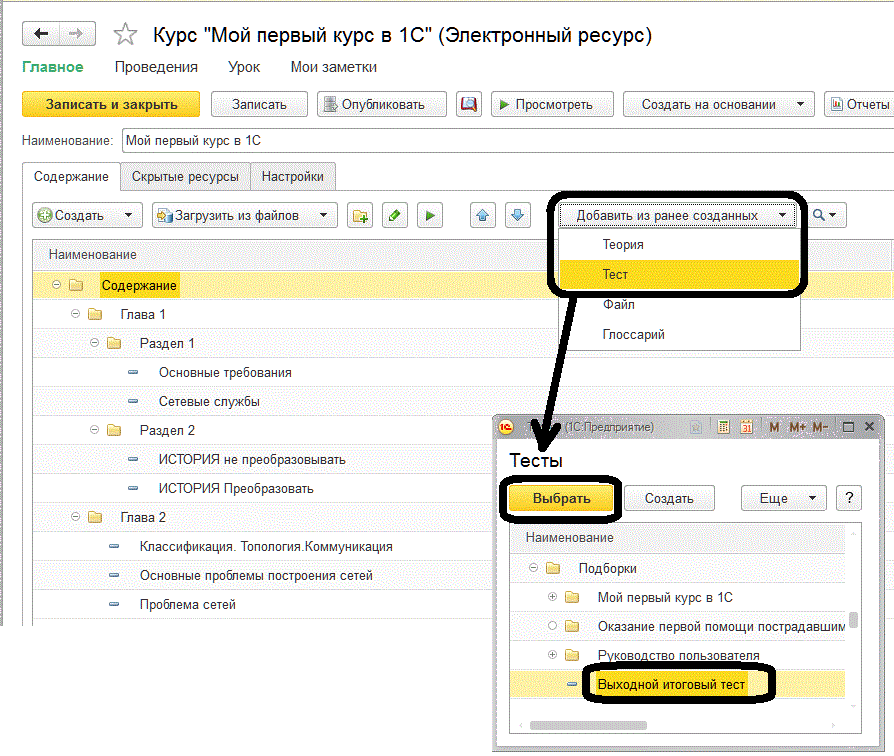 Курс "Мой первый курс в 1С" (Электронный ресурс)
Главное Проведения Урок Мои заметки
Записать и закрыть Записать Опубликовать Просмотреть Создать на основании Отчеты
Наименование: Мой первый курс в 1С
Содержание Скрытые ресурсы Настройки
Создать Загрузить из файлов Добавить из ранее созданных
Теория
Тест
Файл
Глоссарий
Наименование
Содержание
Глава 1
Раздел 1
Основные требования
Сетевые службы
Раздел 2
ИСТОРИЯ не преобразовывать
ИСТОРИЯ Преобразовать
Глава 2
Классификация. Топология.Коммуникация
Основные проблемы построения сетей
Проблема сетей
(1С:Предприятие) 31 M M+ M-
Тесты
Выбрать Создать Еще ?
Наименование
Подборки
Мой первый курс в 1С
Оказание первой помощи пострадавшим
Руководство пользователя
Выходной итоговый тест